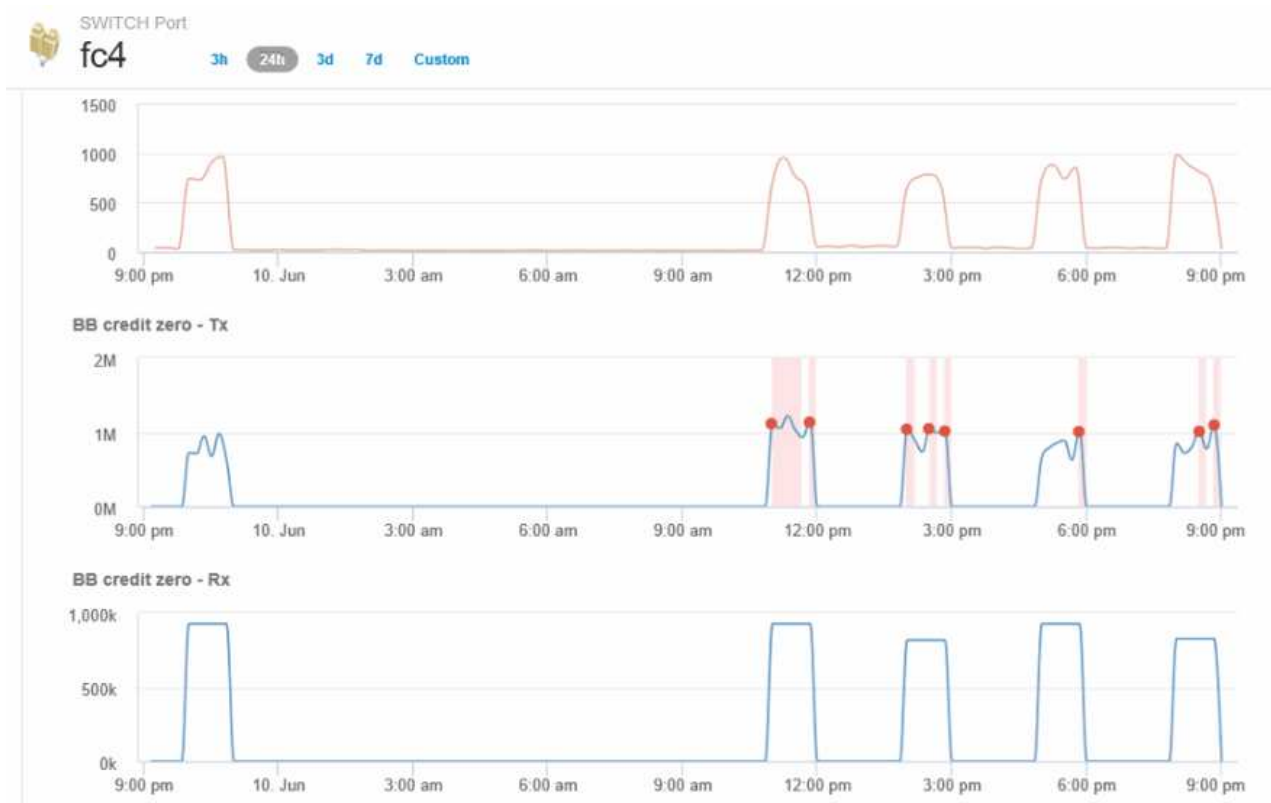 SWITCH Port
fc4
3h 24h 3d 7d Custom
1500
1000
500
0
9:00 pm 10. Jun 3:00 am 6:00 am 9:00 am 12:00 pm 3:00 pm 6:00 pm 9:00 pm
BB credit zero - Tx
2M
1M
0M
9:00 pm 10. Jun 3:00 am 6:00 am 9:00 am 12:00 pm 3:00 pm 6:00 pm 9:00 pm
BB credit zero - Rx
1,000k
500k
0k
9:00 pm 10. Jun 3:00 am 6:00 am 9:00 am 12:00 pm 3:00 pm 6:00 pm 9:00 pm